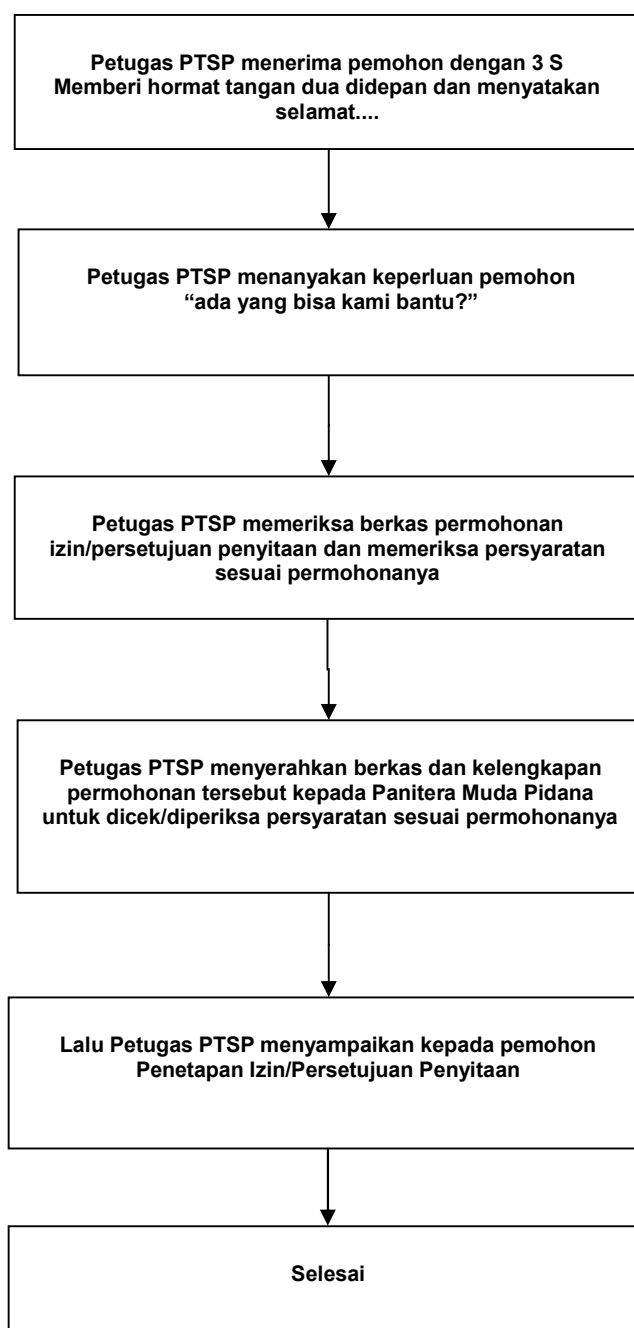 Petugas PTSP menerima pemohon dengan 3 S
Memberi hormat tangan dua didepan dan menyatakan
selamat....
Petugas PTSP menanyakan keperluan pemohon
“ada yang bisa kami bantu?”
Petugas PTSP memeriksa berkas permohonan
izin/persetujuan penyitaan dan memeriksa persyaratan
sesuai permohonanya
Petugas PTSP menyerahkan berkas dan kelengkapan
permohonan tersebut kepada Panitera Muda Pidana
untuk dicek/diperiksa persyaratan sesuai permohonanya
Lalu Petugas PTSP menyampaikan kepada pemohon
Penetapan Izin/Persetujuan Penyitaan
Selesai